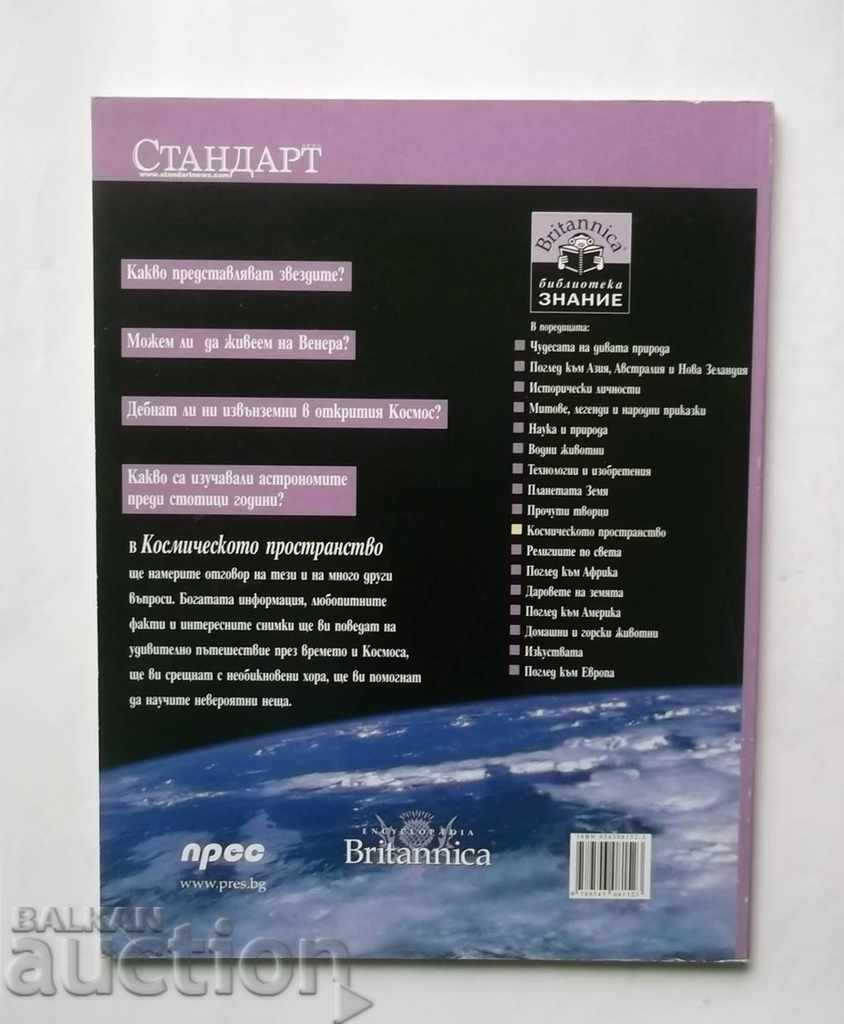 СТАНДАРТ
www.standartnews.com
Какво представляват звездите?
Можем ли да живеем на Венера?
Дебнат ли ни извънземни в открития Космос?
Какво са изучавали астрономите
преди стотици години?
в Космическото пространство
ще намерите отговор на тези и на много други
въпроси. Богатата информация, любопитните
факти и интересните снимки ще ви поведат на
удивително пътешествие през времето и Космоса,
ще ви срещнат с необикновени хора, ще ви помогнат
да научите невероятни неща.
Britannica®
библиотека
ЗНАНИЕ
В поредицата:
Чудесата на дивата природа
Поглед към Азия, Австралия и Нова Зеландия
Исторически личности
Митове, легенди и народни приказки
Наука и природа
Водни животни
Технологии и изобретения
Планетата Земя
Прочути творци
Космическото пространство
Религиите по света
Поглед към Африка
Даровете на земята
Поглед към Америка
Домашни и горски животни
Изкуствата
Поглед към Европа
прес
www.pres.bg
ENCYCLOPÆDIA
Britannica
ISBN
BALKAN
auction